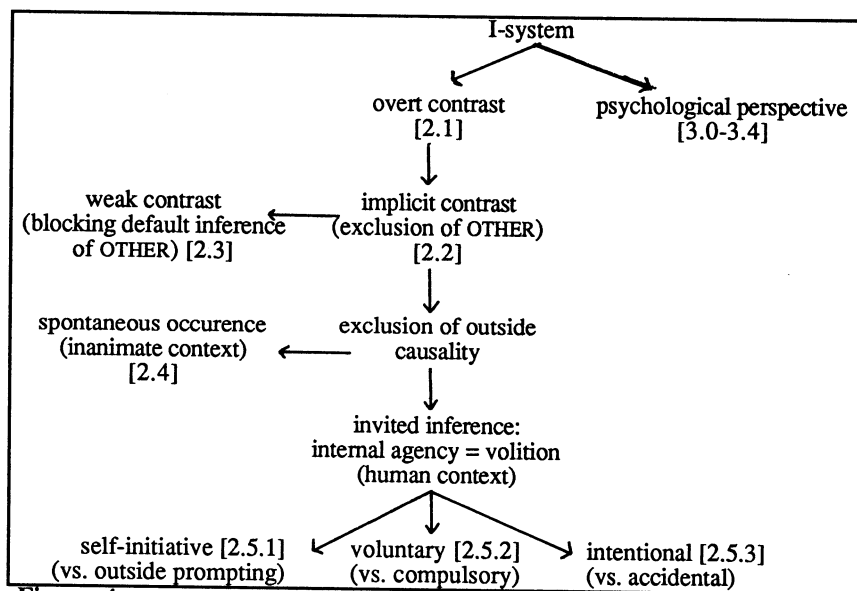 I-system
overt contrast
[2.1]
psychological perspective
[3.0-3.4]
weak contrast
(blocking default inference
of OTHER) [2.3]
implicit contrast
(exclusion of OTHER)
[2.2]
spontaneous occurence
(inanimate context)
[2.4]
exclusion of outside
causality
invited inference:
internal agency = volition
(human context)
self-initiative [2.5.1]
(vs. outside prompting)
voluntary [2.5.2]
(vs. compulsory)
intentional [2.5.3]
(vs. accidental)